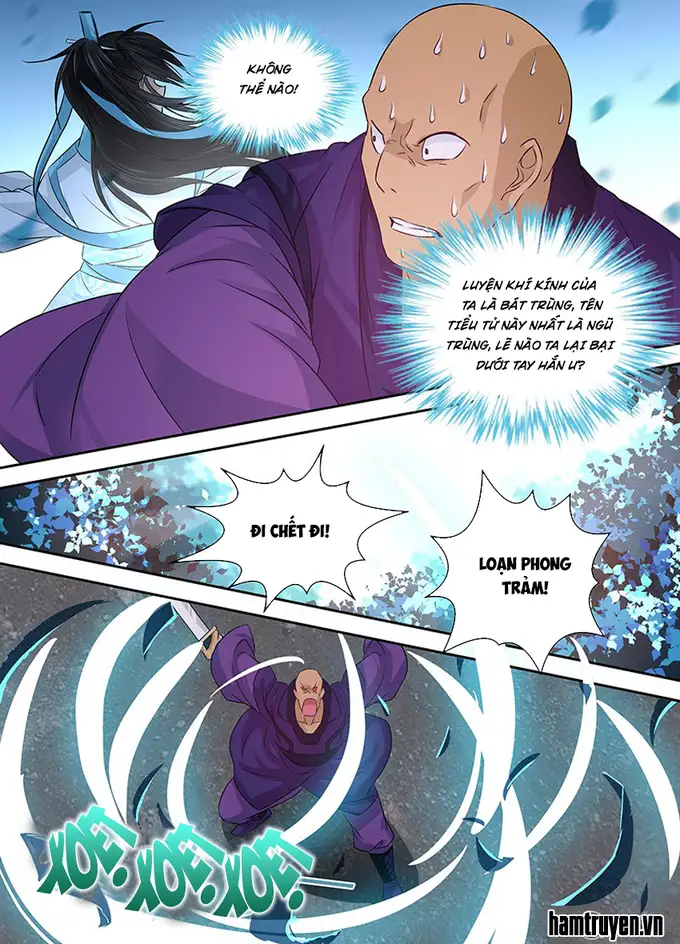 KHÔNG
THỂ NÀO!
LUYỆN KHÍ KÍNH CỦA
TA LÀ BÁT TRÙNG, TÊN
TIỂU TỬ NÀY NHẤT LÀ NGŨ
TRÙNG, LẼ NÀO TA LẠI BẠI
DƯỚI TAY HẮN Ư?
ĐI CHẾT ĐI!
LOẠN PHONG
TRẢM!
XOẸT. XOẸT. XOẸT.
hamtruyen.vn